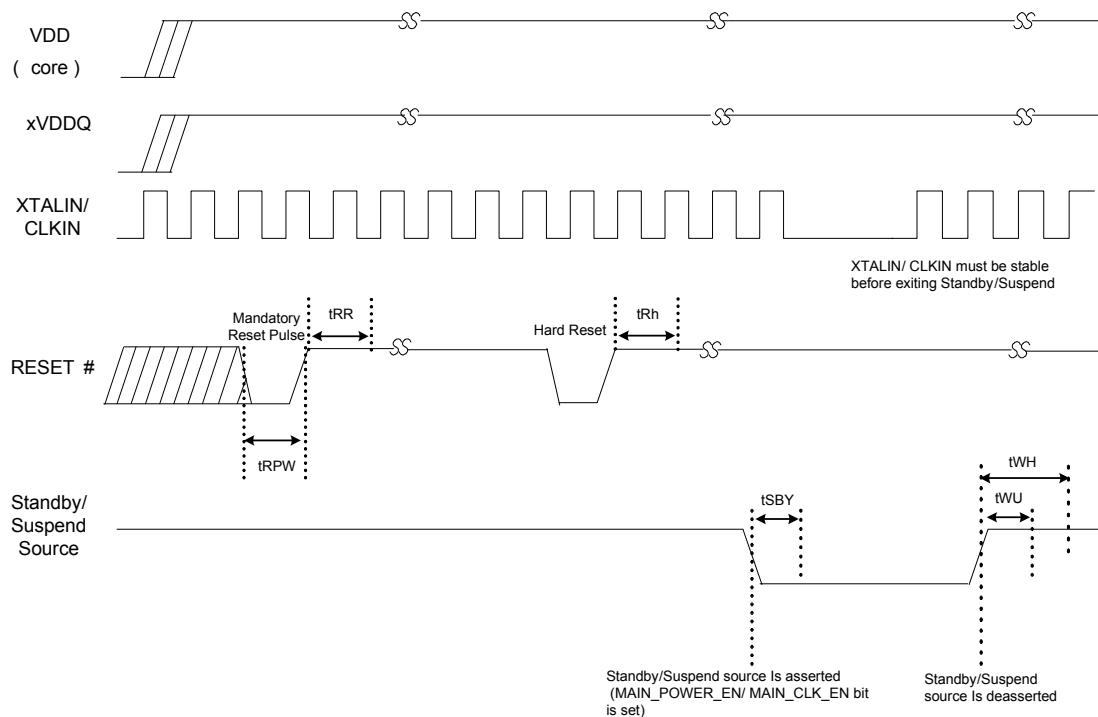 VDD
( core )
xVDDQ
XTALIN/
CLKIN
XTALIN/ CLKIN must be stable
before exiting Standby/Suspend
Mandatory
Reset Pulse
tRR
Hard Reset
tRh
RESET #
tRPW
tWH
tSBY
tWU
Standby/
Suspend
Source
Standby/Suspend source Is asserted
(MAIN_POWER_EN/ MAIN_CLK_EN bit
is set)
Standby/Suspend
source Is deasserted